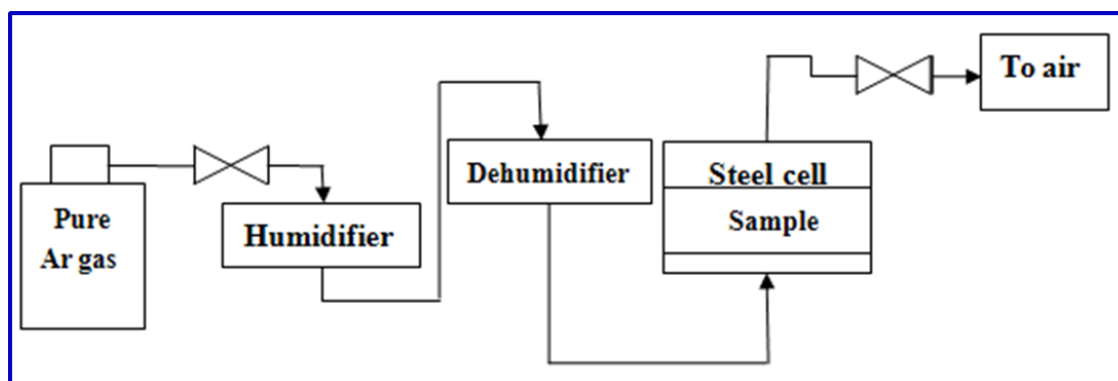 Pure
Ar gas
Humidifier
Dehumidifier
Steel cell
Sample
To air